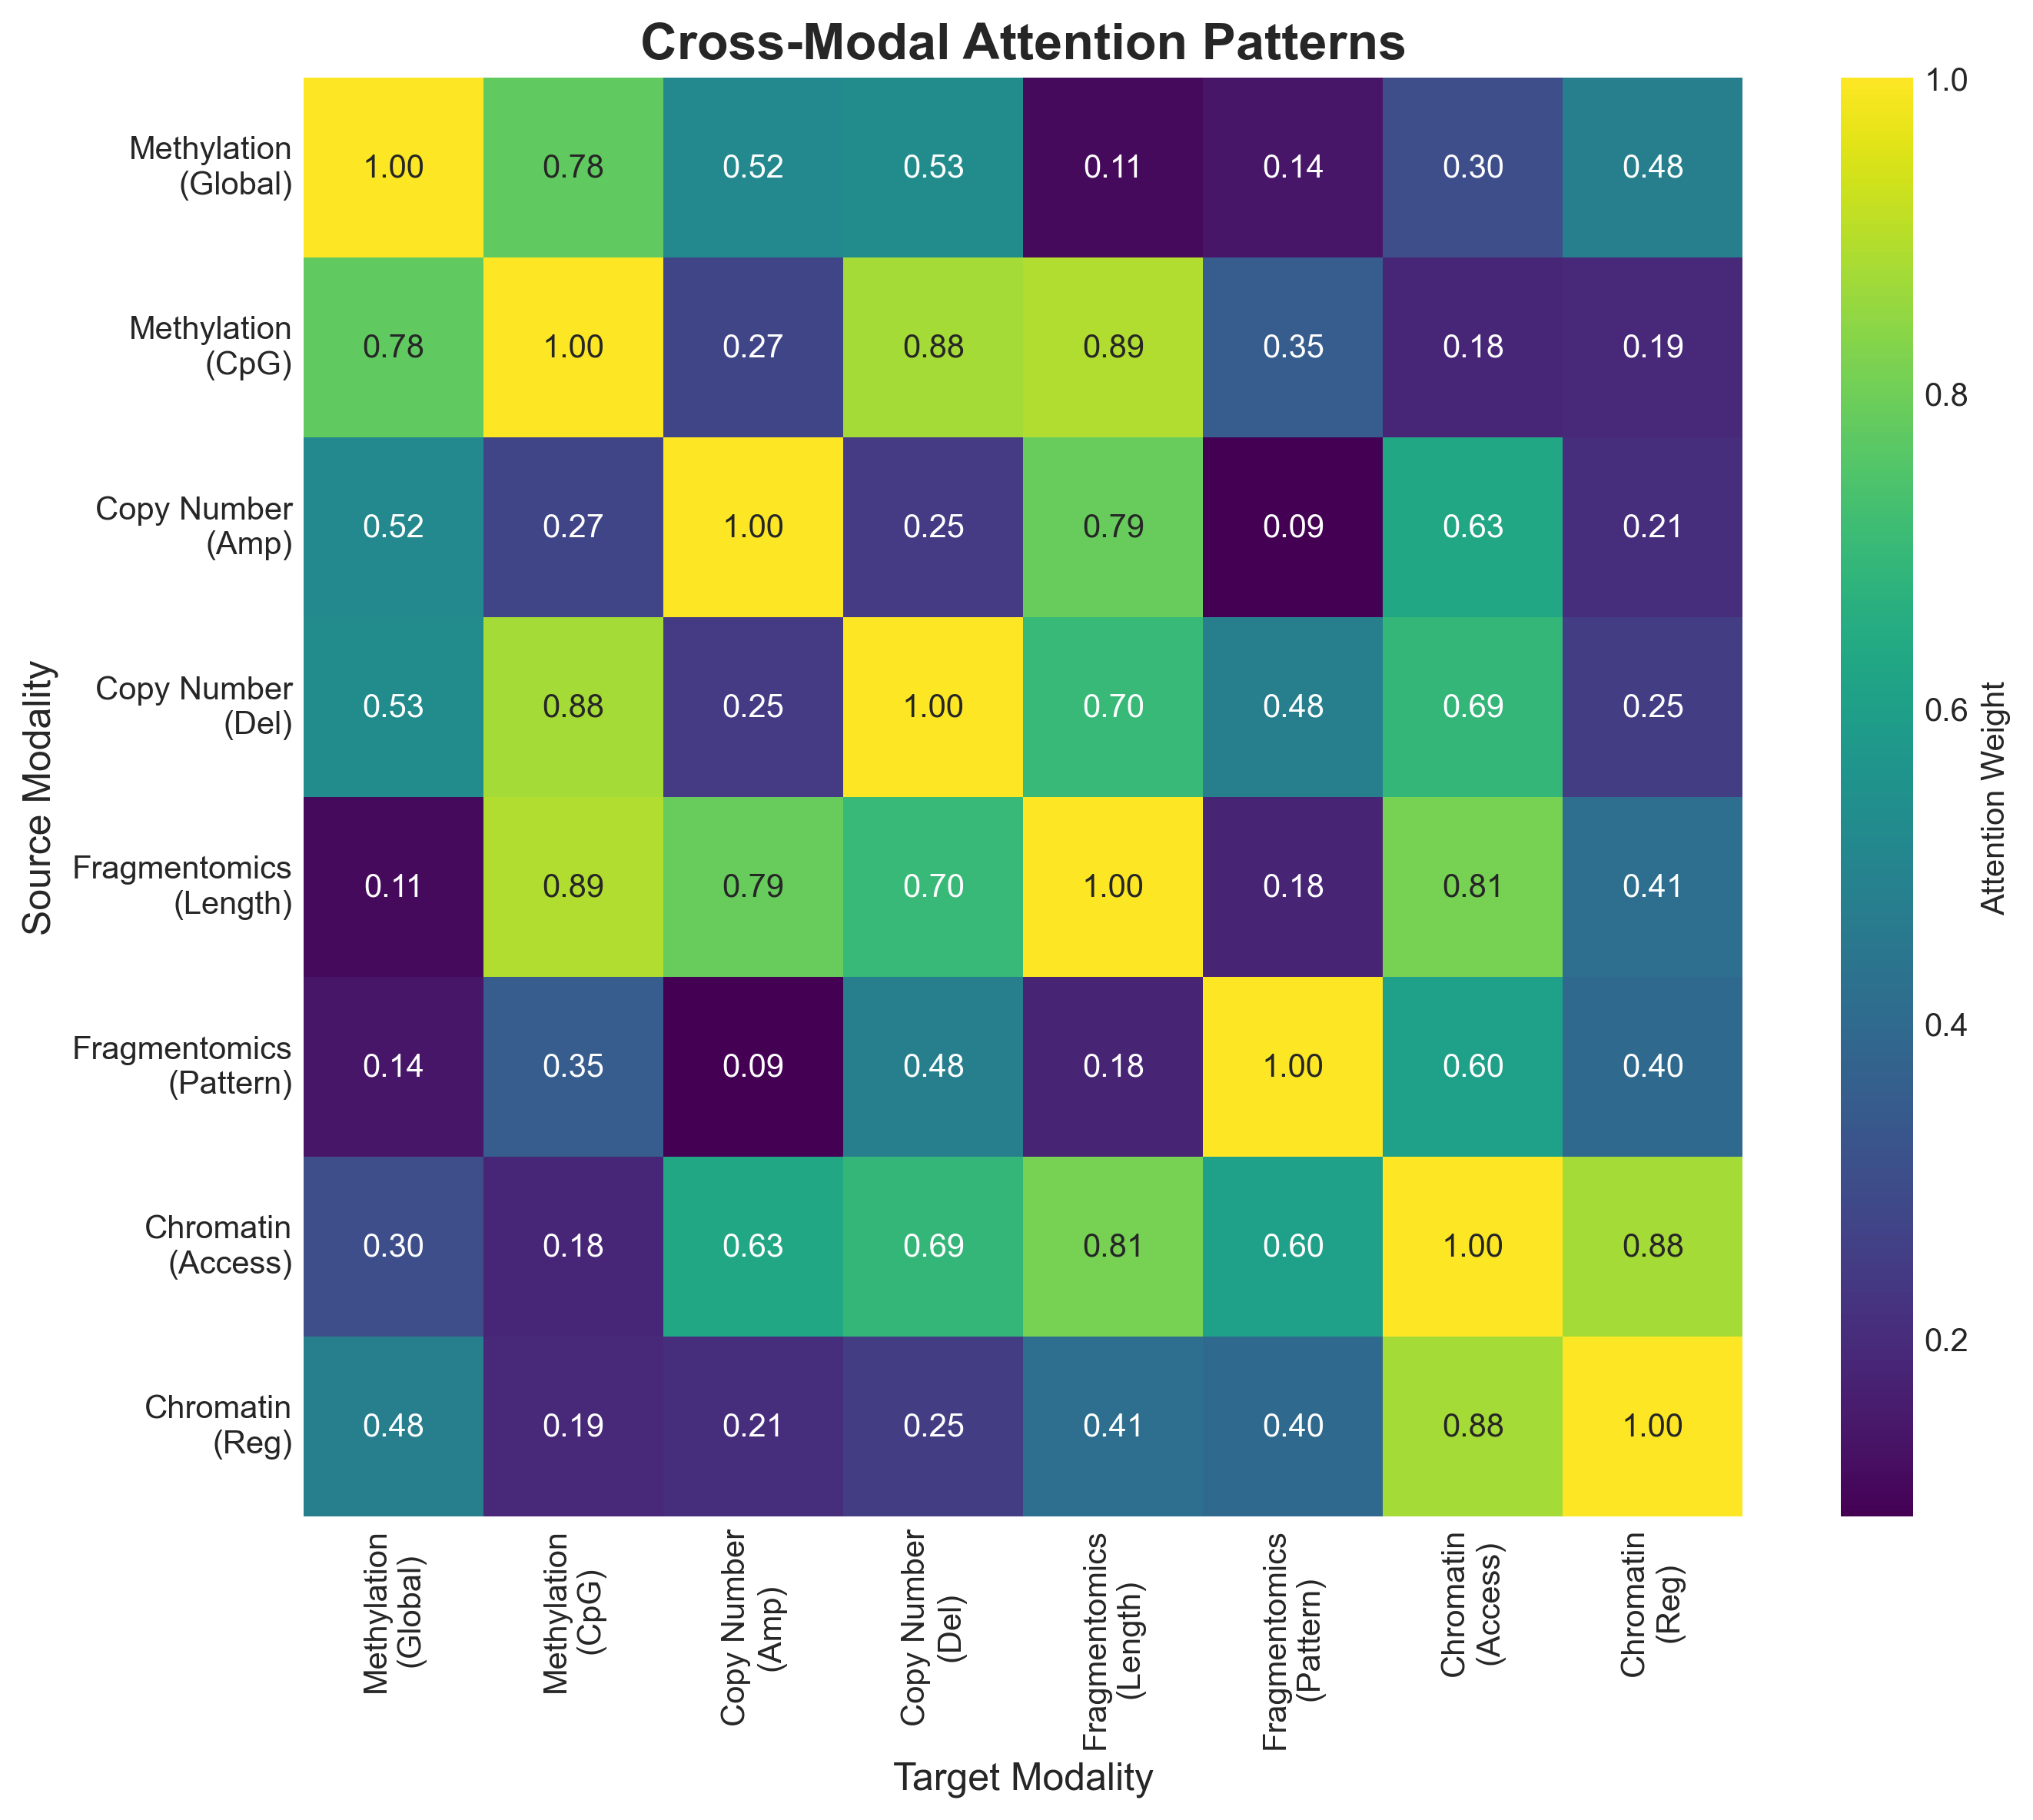 Cross-Modal Attention Patterns
Methylation
(Global)
1.00 0.78 0.52 0.53 0.11 0.14 0.30 0.48
Methylation
(CpG)
0.78 1.00 0.27 0.88 0.89 0.35 0.18 0.19
Copy Number
(Amp)
0.52 0.27 1.00 0.25 0.79 0.09 0.63 0.21
Copy Number
(Del)
0.53 0.88 0.25 1.00 0.70 0.48 0.69 0.25
Fragmentomics
(Length)
0.11 0.89 0.79 0.70 1.00 0.18 0.81 0.41
Fragmentomics
(Pattern)
0.14 0.35 0.09 0.48 0.18 1.00 0.60 0.40
Chromatin
(Access)
0.30 0.18 0.63 0.69 0.81 0.60 1.00 0.88
Chromatin
(Reg)
0.48 0.19 0.21 0.25 0.41 0.40 0.88 1.00
Source Modality
Methylation
(Global)
Methylation
(CpG)
Copy Number
(Amp)
Copy Number
(Del)
Fragmentomics
(Length)
Fragmentomics
(Pattern)
Chromatin
(Access)
Chromatin
(Reg)
Target Modality
1.0
0.8
0.6
0.4
0.2
Attention Weight